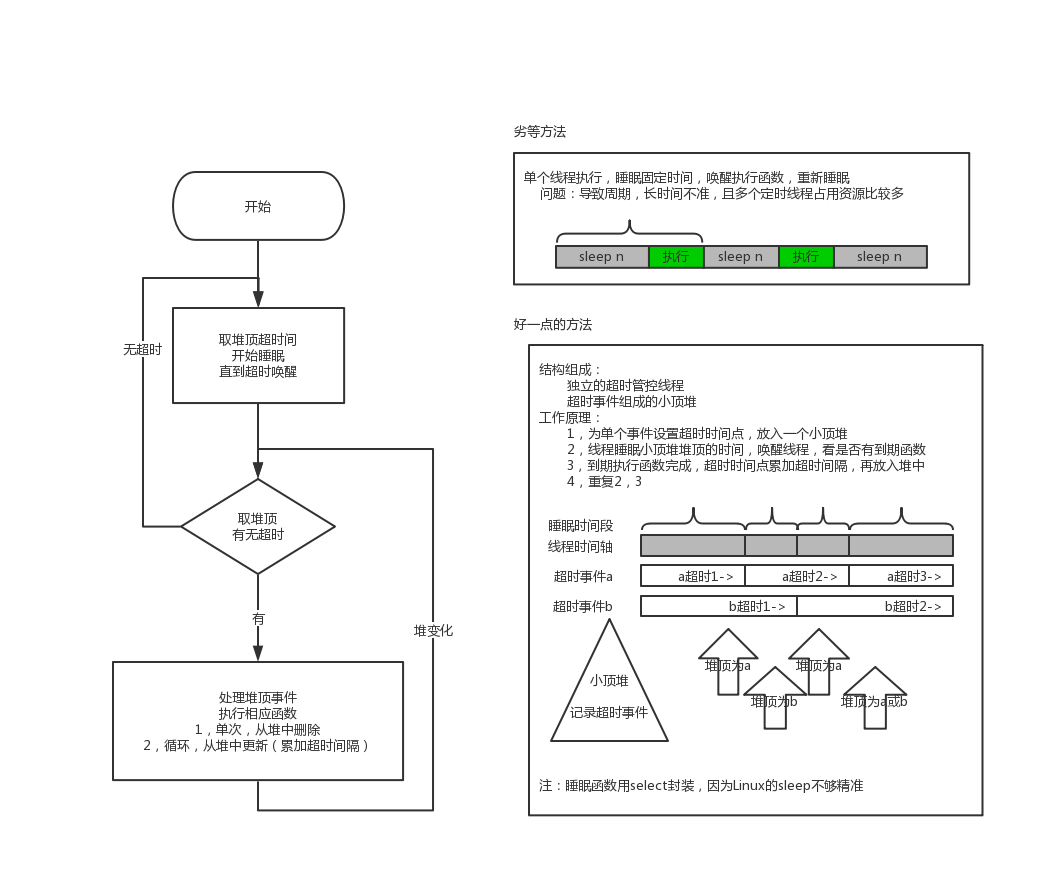 开始
无超时
取堆顶超时间
开始睡眠
直到超时唤醒
取堆顶
有无超时
有
堆变化
处理堆顶事件
执行相应函数
1，单次，从堆中删除
2，循环，从堆中更新（累加超时间隔）
劣等方法
单个线程执行，睡眠固定时间，唤醒执行函数，重新睡眠
问题：导致周期，长时间不准，且多个定时线程占用资源比较多
sleep n 执行 sleep n 执行 sleep n
好一点的方法
结构组成：
独立的超时管控线程
超时事件组成的小顶堆
工作原理：
1，为单个事件设置超时时间点，放入一个小顶堆
2，线程睡眠小顶堆堆顶的时间，唤醒线程，看是否有到期函数
3，到期执行函数完成，超时时间点累加超时间隔，再放入堆中
4，重复2，3
睡眠时间段
线程时间轴
超时事件a a超时1-> a超时2-> a超时3->
超时事件b b超时1-> b超时2->
堆顶为a 堆顶为a
小顶堆
堆顶为b 堆顶为a或b
记录超时事件
注：睡眠函数用select封装，因为Linux的sleep不够精准